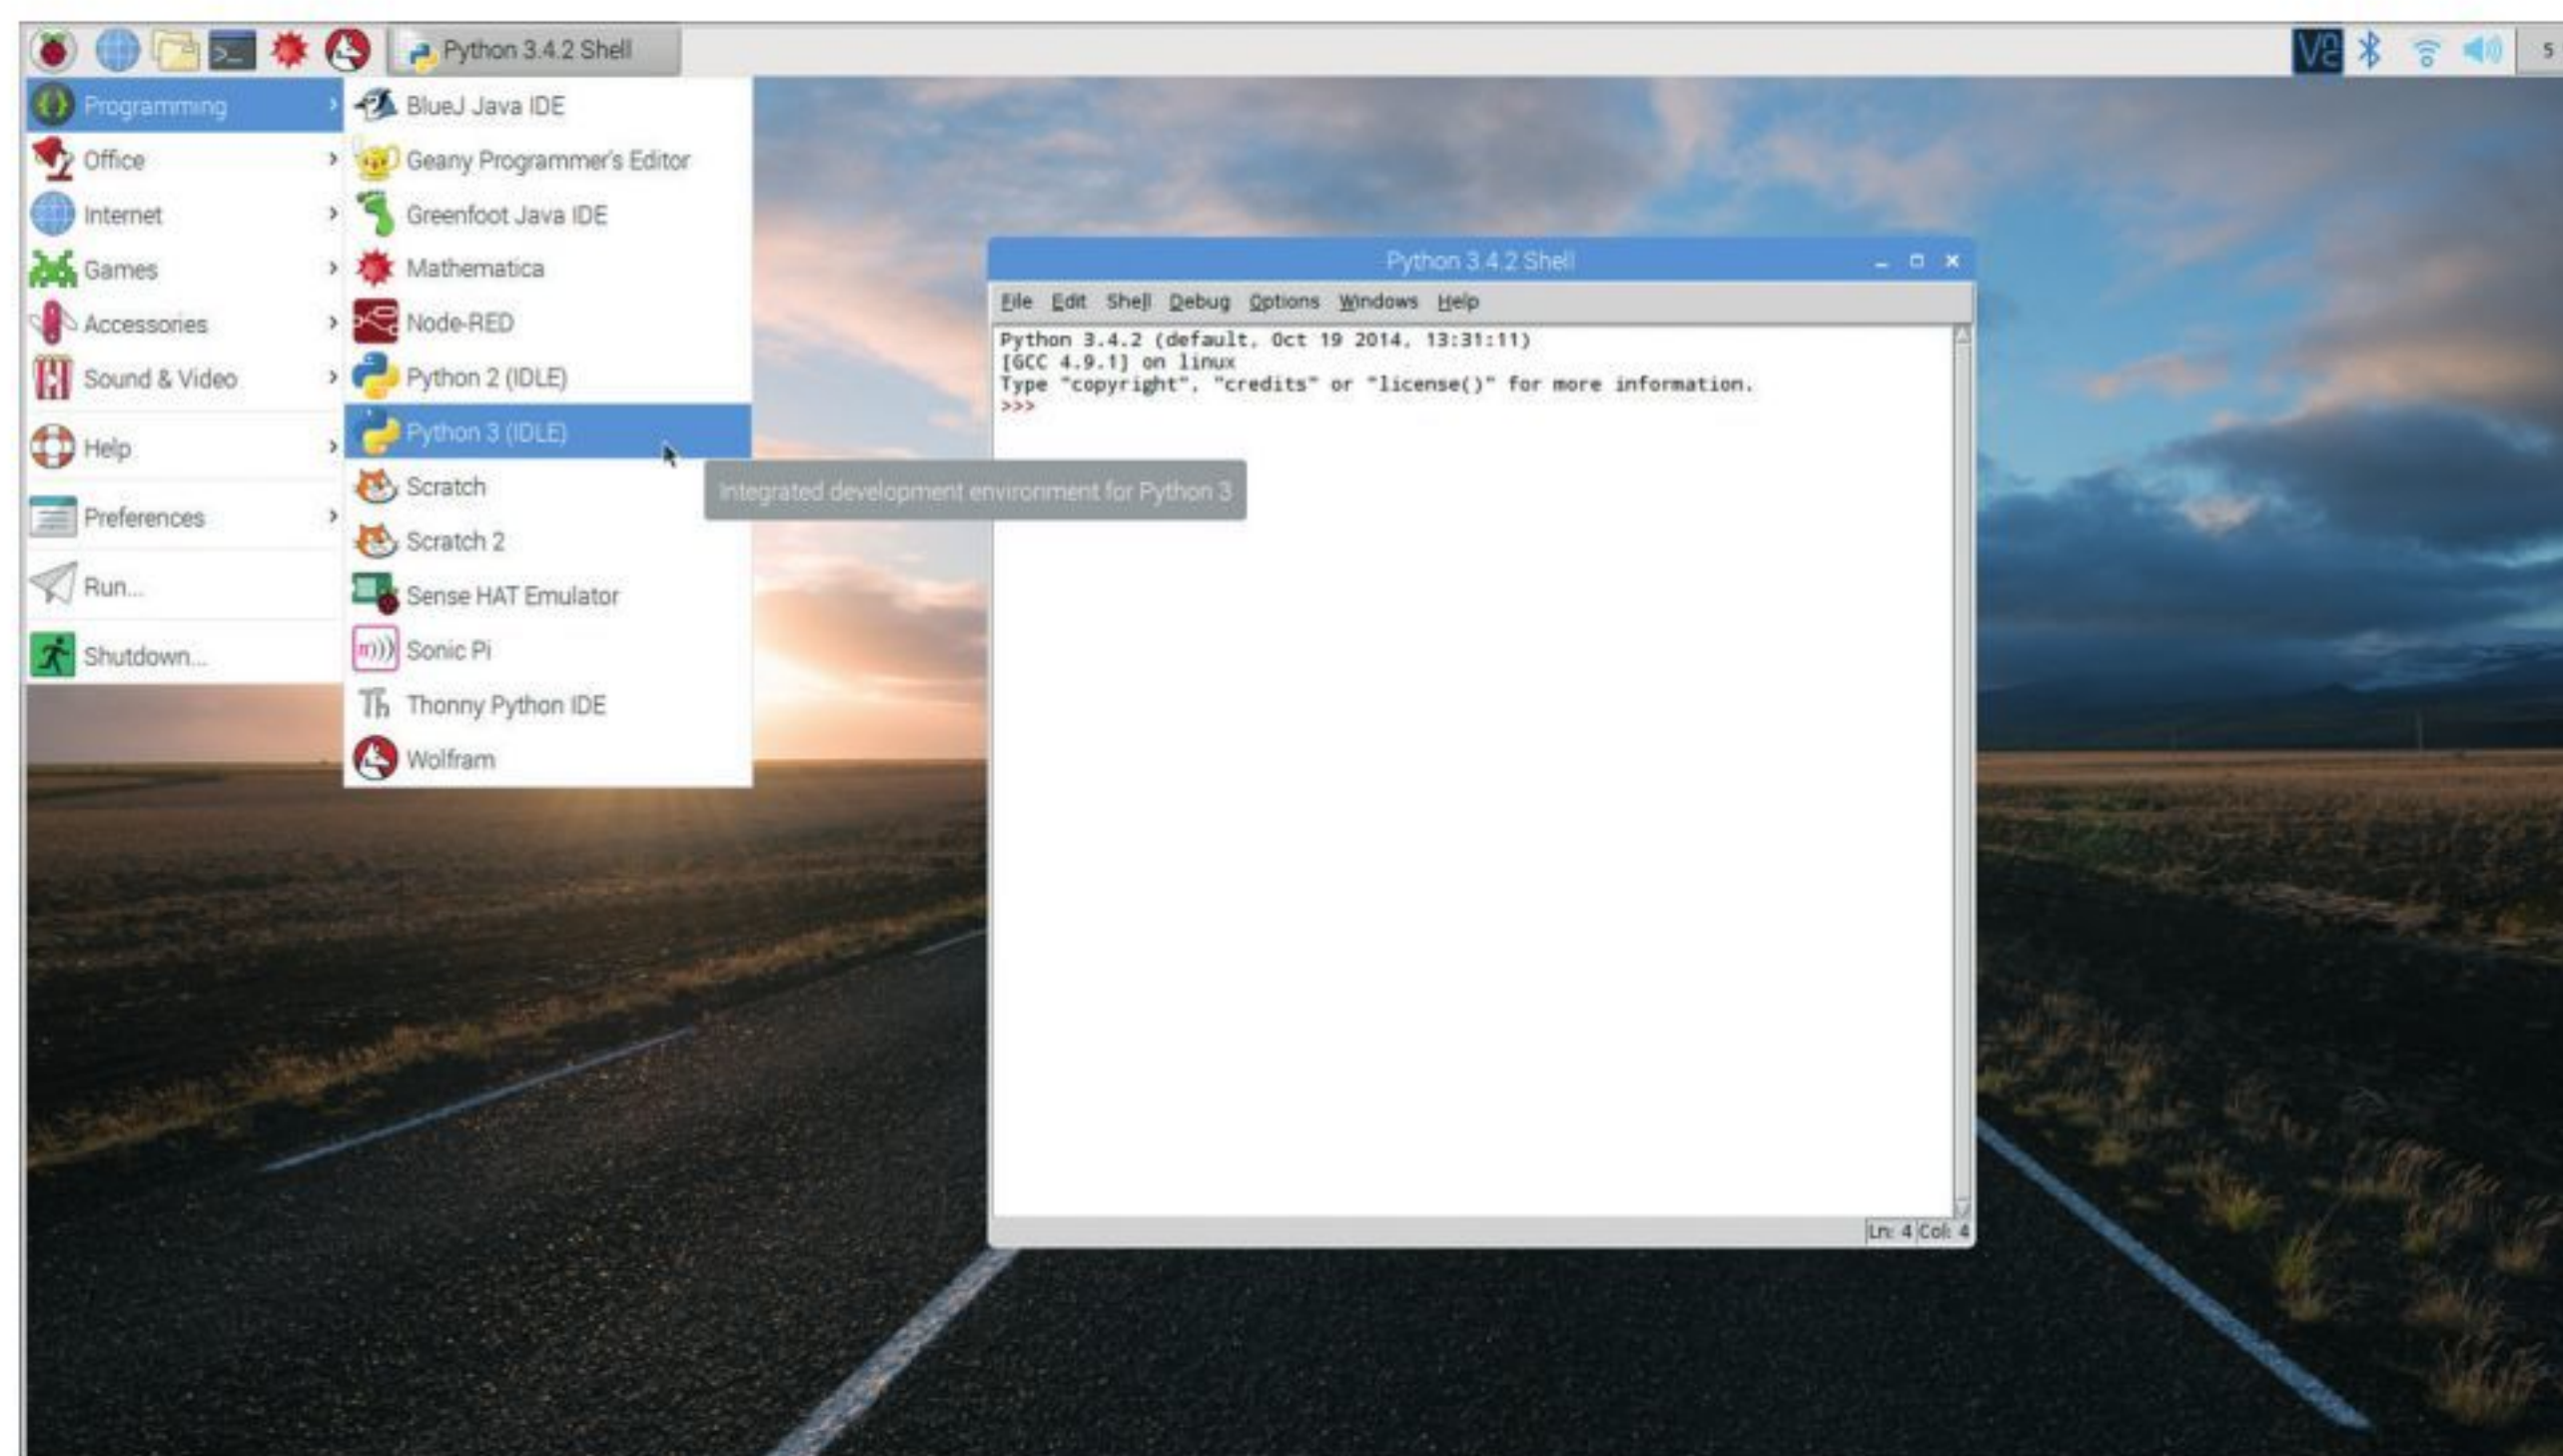 Python 3.4.2 Shell
5
Programming
Office
Internet
Games
Accessories
Sound & Video
Help
Preferences
Run...
Shutdown...
BlueJ Java IDE
Geany Programmer's Editor
Greenfoot Java IDE
Mathematica
Node-RED
Python 2 (IDLE)
Python 3 (IDLE)
Scratch
Scratch 2
Sense HAT Emulator
Sonic Pi
Th Thonny Python IDE
Wolfram
Integrated development environment for Python 3
Python 3.4.2 Shell
File Edit Shell Debug Options Windows Help
Python 3.4.2 (default, Oct 19 2014, 13:31:11)
[GCC 4.9.1] on linux
Type "copyright", "credits" or "license()" for more information.
>>>
Ln: 4 Col: 4